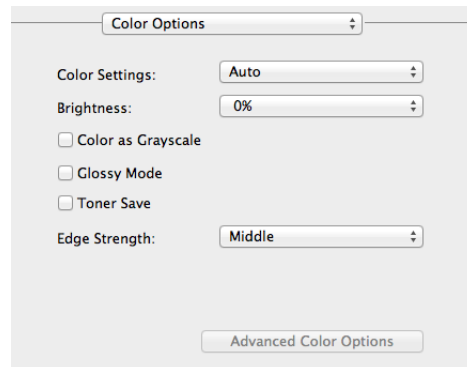 Color Options
Color Settings: Auto
Brightness: 0%
Color as Grayscale
Glossy Mode
Toner Save
Edge Strength: Middle
Advanced Color Options